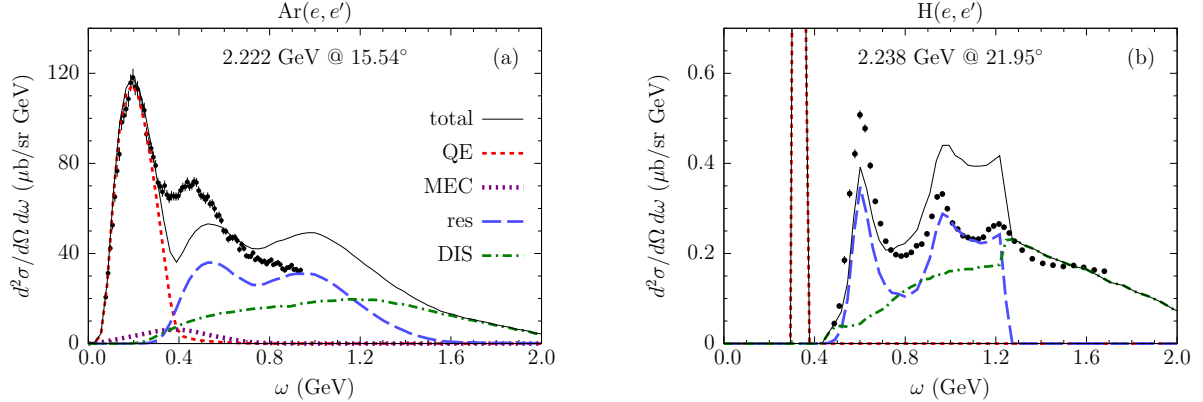 Ar(e, e′)
2.222 GeV @ 15.54°
(a)
d²σ/dΩ dω (μb/sr GeV)
120
80
40
0
total
QE
MEC
res
DIS
0.0 0.4 0.8 1.2 1.6 2.0
ω (GeV)
H(e, e′)
2.238 GeV @ 21.95°
(b)
d²σ/dΩ dω (μb/sr GeV)
0.6
0.4
0.2
0
0.0 0.4 0.8 1.2 1.6 2.0
ω (GeV)